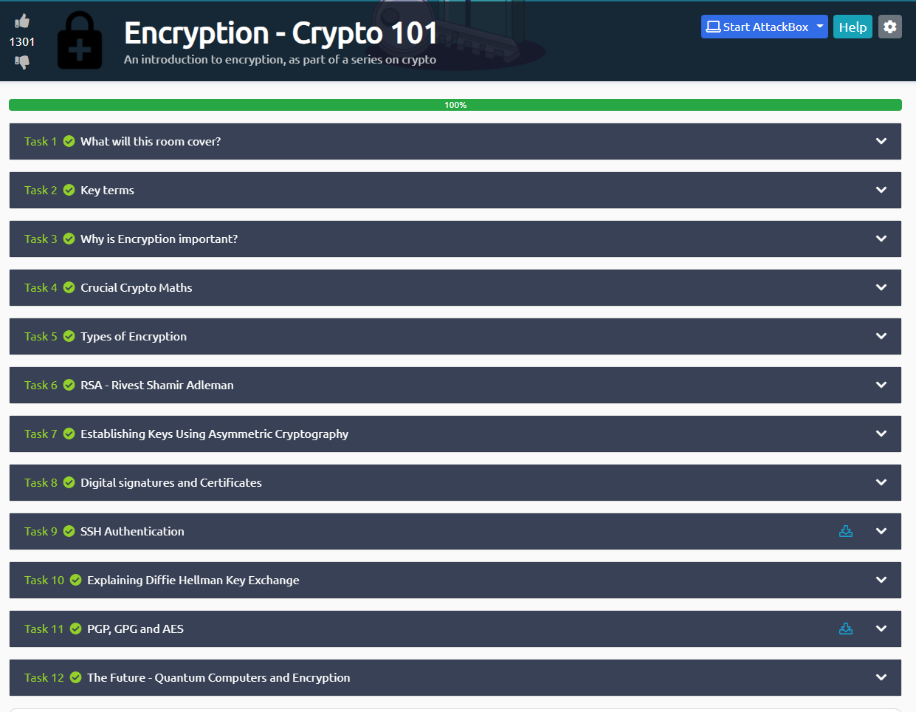 1301
Encryption - Crypto 101
An introduction to encryption, as part of a series on crypto
Start AttackBox
Help
100%
Task 1 What will this room cover?
Task 2 Key terms
Task 3 Why is Encryption important?
Task 4 Crucial Crypto Maths
Task 5 Types of Encryption
Task 6 RSA - Rivest Shamir Adleman
Task 7 Establishing Keys Using Asymmetric Cryptography
Task 8 Digital signatures and Certificates
Task 9 SSH Authentication
Task 10 Explaining Diffie Hellman Key Exchange
Task 11 PGP, GPG and AES
Task 12 The Future - Quantum Computers and Encryption